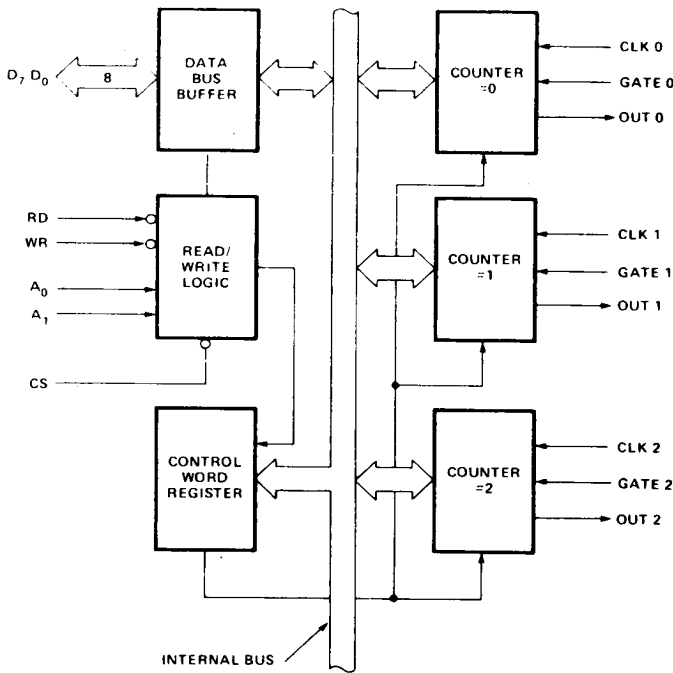 D7 D0
8
DATA
BUS
BUFFER
COUNTER
=0
CLK 0
GATE 0
OUT 0
RD
WR
A0
A1
READ/
WRITE
LOGIC
CS
COUNTER
=1
CLK 1
GATE 1
OUT 1
CONTROL
WORD
REGISTER
COUNTER
=2
CLK 2
GATE 2
OUT 2
INTERNAL BUS